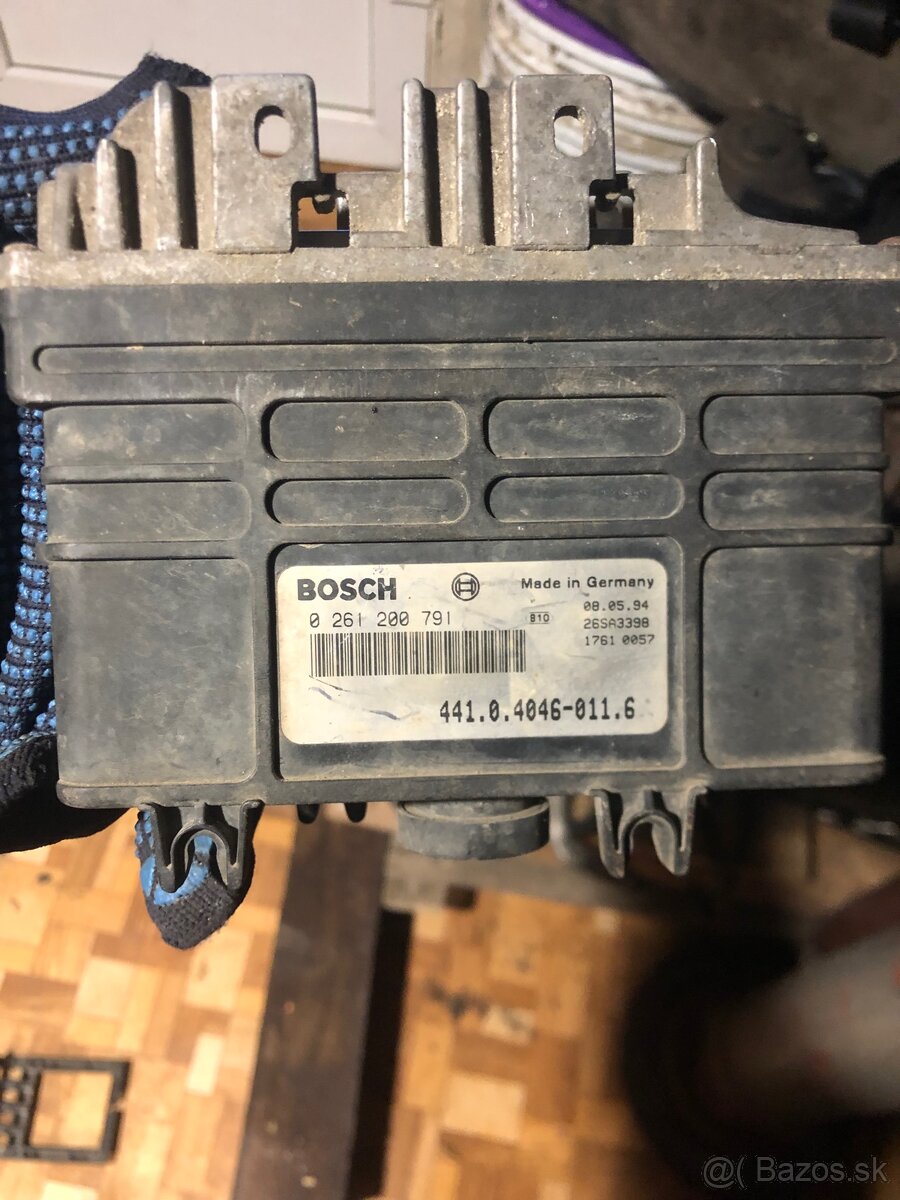 BOSCH Made in Germany
0 261 200 791 810 08.05.94
26SA3398
1761 0057
441.0.4046-011.6
@( Bazos.sk